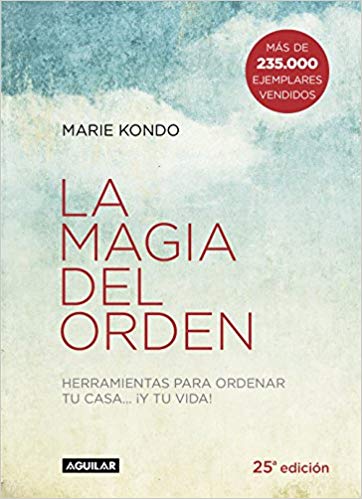 MÁS DE
235.000
EJEMPLARES
VENDIDOS
MARIE KONDO
LA
MAGIA
DEL
ORDEN
HERRAMIENTAS PARA ORDENAR
TU CASA... ¡Y TU VIDA!
AGUILAR
25ª edición